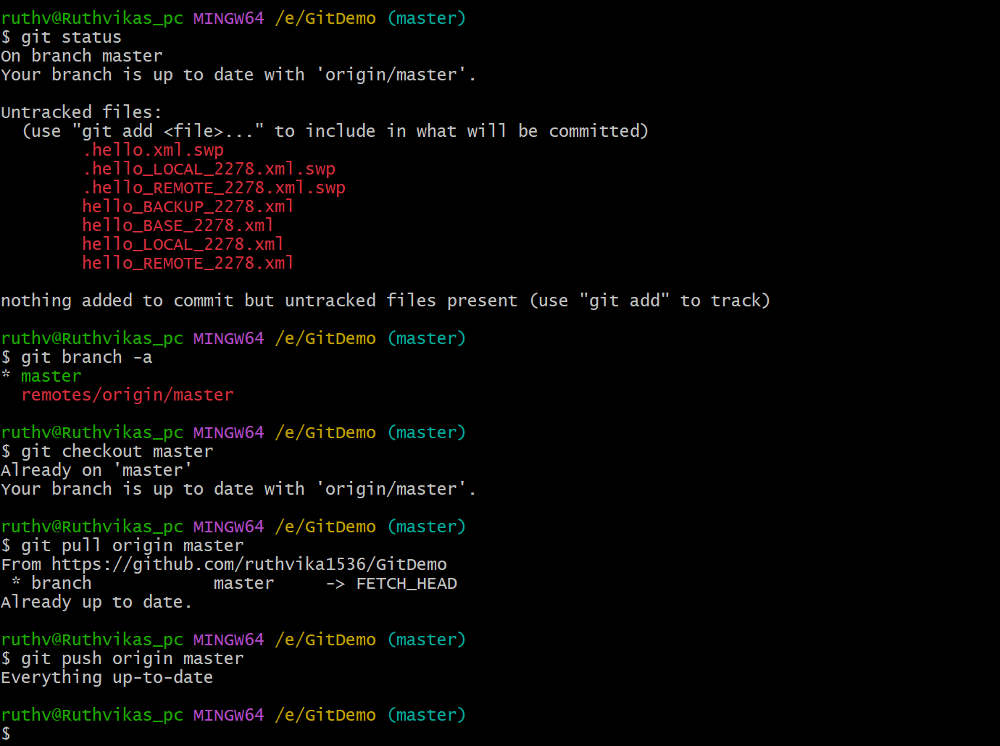 ruthv@Ruthvikas_pc MINGW64 /e/GitDemo (master)
$ git status
On branch master
Your branch is up to date with 'origin/master'.

Untracked files:
  (use "git add <file>..." to include in what will be committed)
        .hello.xml.swp
        .hello_LOCAL_2278.xml.swp
        .hello_REMOTE_2278.xml.swp
        hello_BACKUP_2278.xml
        hello_BASE_2278.xml
        hello_LOCAL_2278.xml
        hello_REMOTE_2278.xml

nothing added to commit but untracked files present (use "git add" to track)

ruthv@Ruthvikas_pc MINGW64 /e/GitDemo (master)
$ git branch -a
* master
  remotes/origin/master

ruthv@Ruthvikas_pc MINGW64 /e/GitDemo (master)
$ git checkout master
Already on 'master'
Your branch is up to date with 'origin/master'.

ruthv@Ruthvikas_pc MINGW64 /e/GitDemo (master)
$ git pull origin master
From https://github.com/ruthvika1536/GitDemo
 * branch            master     -> FETCH_HEAD
Already up to date.

ruthv@Ruthvikas_pc MINGW64 /e/GitDemo (master)
$ git push origin master
Everything up-to-date

ruthv@Ruthvikas_pc MINGW64 /e/GitDemo (master)
$